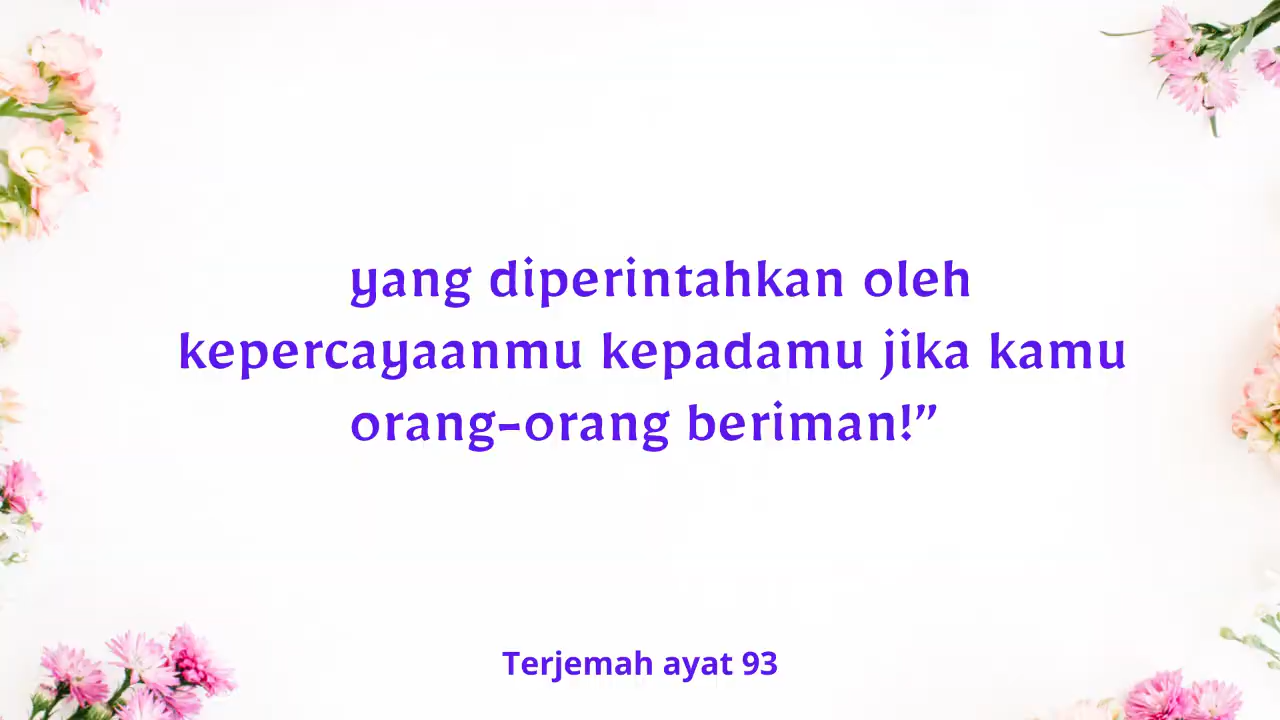 yang diperintahkan oleh
kepercayaanmu kepadamu jika kamu
orang-orang beriman!”
Terjemah ayat 93